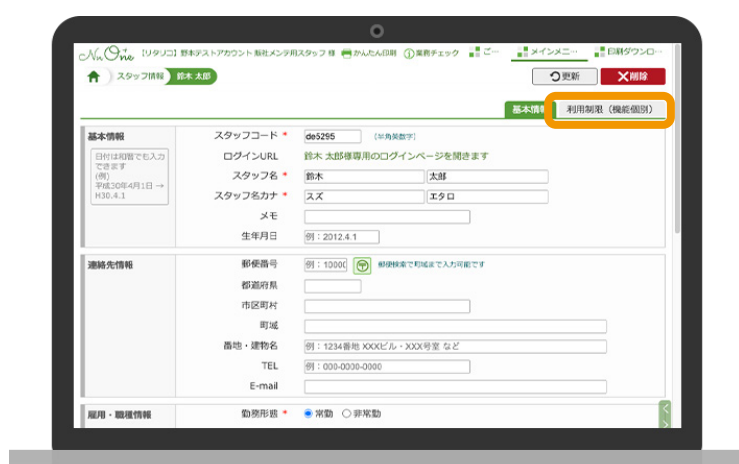 Nn One 【リタリコ】野本テストアカウント 販社メンテ用スタッフ 様 かんたん印刷 業務チェック ご… メインメニ… 印刷ダウンロ…
スタッフ情報 鈴木 太郎 更新 削除
基本情報 利用制限（機能個別）
基本情報 スタッフコード * de5295 [半角英数字]
日付は和暦でも入力できます
(例)
平成30年4月1日 →
H30.4.1
ログインURL 鈴木 太郎様専用のログインページを開きます
スタッフ名 * 鈴木 太郎
スタッフ名カナ * スズ エタロ
メモ
生年月日 例：2012.4.1
連絡先情報 郵便番号 例：1000( 郵便検索で町域まで入力可能です
都道府県
市区町村
町域
番地・建物名 例：1234番地 XXXビル・XXX号室 など
TEL 例：000-0000-0000
E-mail
雇用・職種情報 勤務形態 * 常勤 非常勤